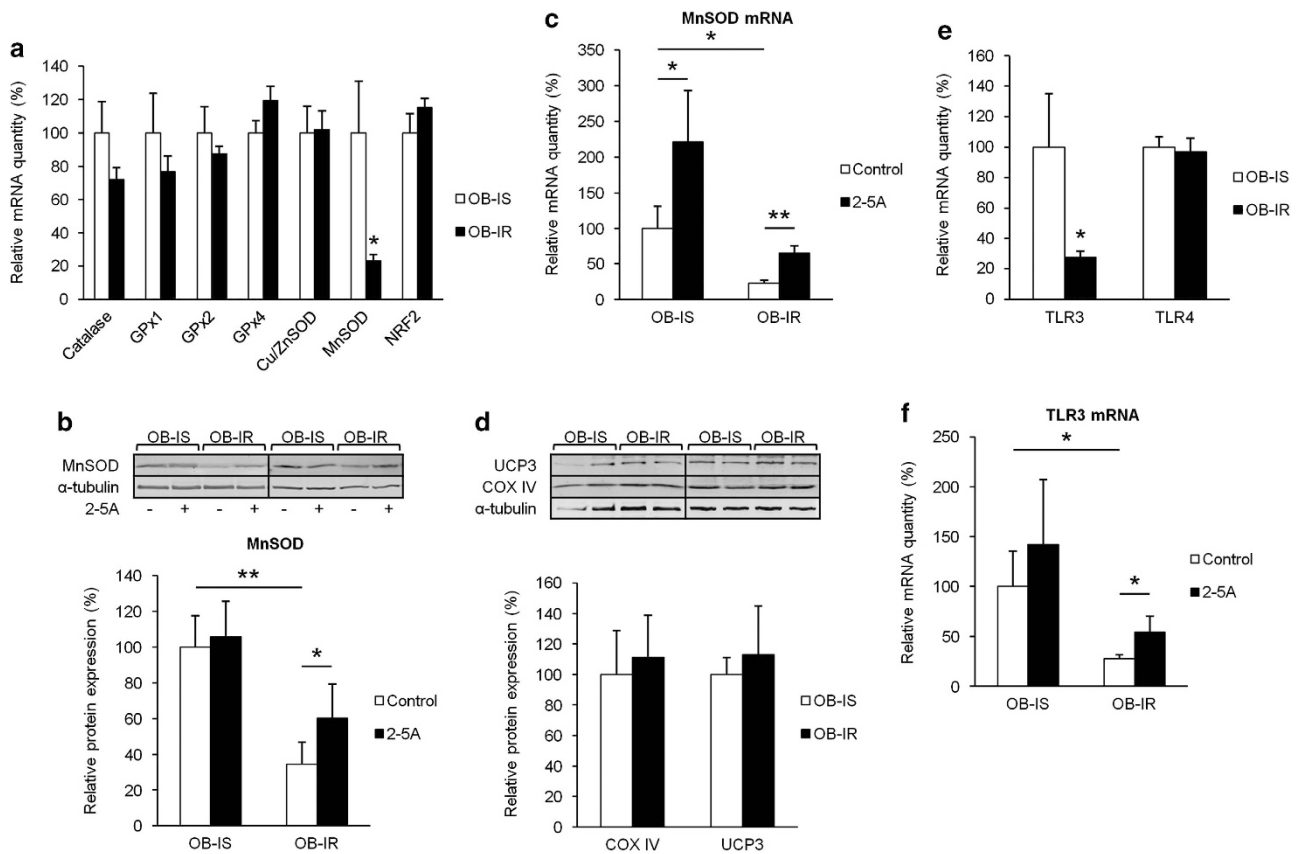 a
Relative mRNA quantity (%)
140
120
100
80
60
40
20
0
*
Catalase
GPx1
GPx2
GPx4
Cu/ZnSOD
MnSOD
NRF2
OB-IS
OB-IR
b
OB-IS OB-IR OB-IS OB-IR
MnSOD
α-tubulin
2-5A - + - + - + - +
MnSOD
Relative protein expression (%)
140
120
100
80
60
40
20
0
**
*
OB-IS OB-IR
Control
2-5A
c
MnSOD mRNA
Relative mRNA quantity (%)
350
300
250
200
150
100
50
0
*
*
**
OB-IS OB-IR
Control
2-5A
d
OB-IS OB-IR OB-IS OB-IR
UCP3
COX IV
α-tubulin
Relative protein expression (%)
160
140
120
100
80
60
40
20
0
COX IV UCP3
OB-IS
OB-IR
e
Relative mRNA quantity (%)
160
140
120
100
80
60
40
20
0
*
TLR3 TLR4
OB-IS
OB-IR
f
TLR3 mRNA
Relative mRNA quantity (%)
250
200
150
100
50
0
*
*
OB-IS OB-IR
Control
2-5A